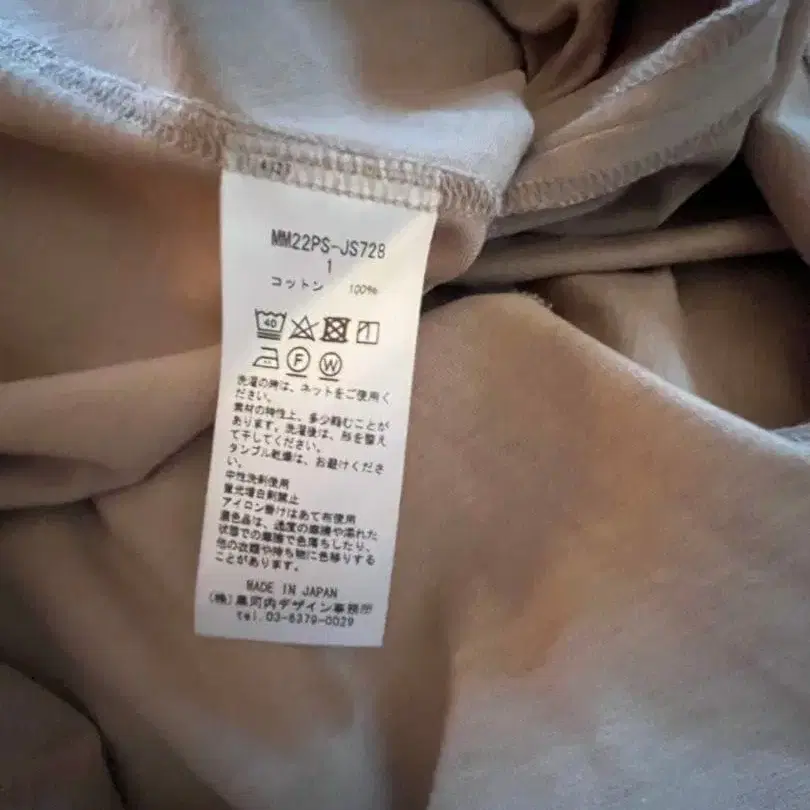 MM22PS-JS728
1
コットン 100%
40
F W
洗濯の時は、ネットをご使用く
ださい。
素材の特性上、多少縮むことが
あります。洗濯後は、形を整え
て干してください。
タンブル乾燥は、お避けくださ
い。
中性洗剤使用
蛍光増白剤禁止
アイロン掛けはあて布使用
濃色品は、過度の摩擦や濡れた
状態での摩擦で色落ちしたり、
他の衣類や持ち物に色移りする
ことがあります。
MADE IN JAPAN
(株)黒河内デザイン事務所
tel.03-6379-0029